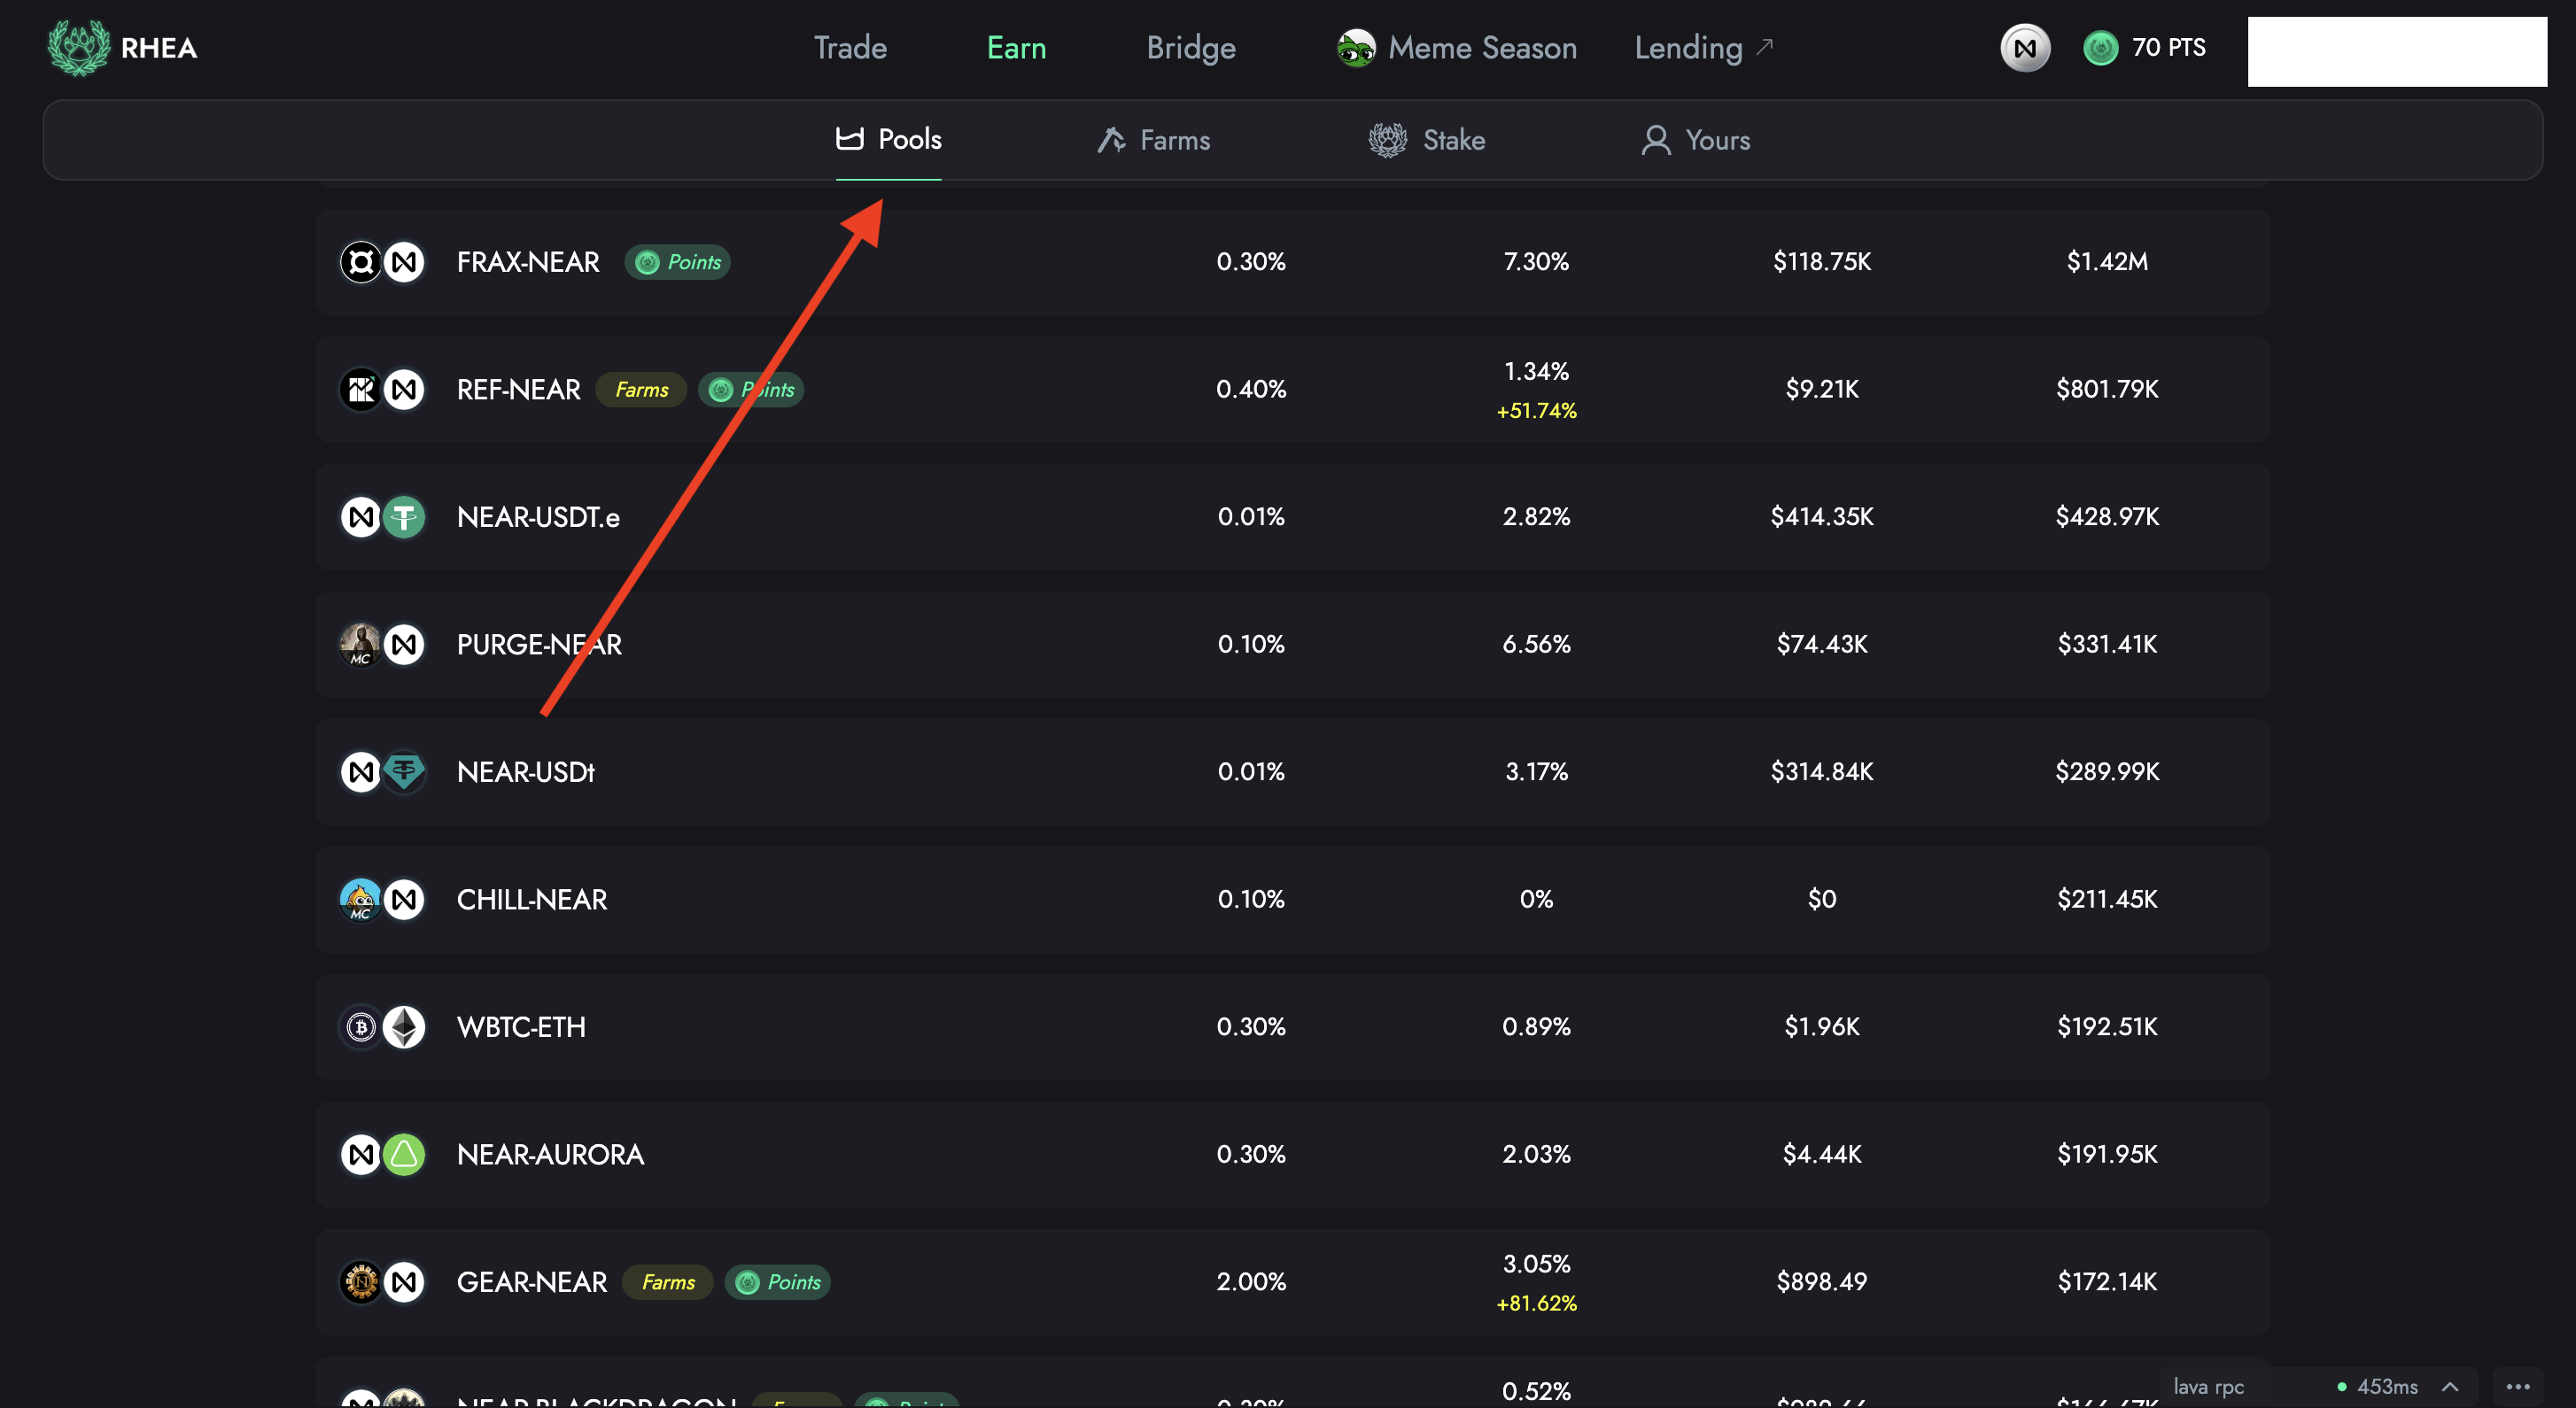 RHEA Trade Earn Bridge Meme Season Lending 70 PTS
Pools Farms Stake Yours
FRAX-NEAR Points 0.30% 7.30% $118.75K $1.42M
REF-NEAR Farms Points 0.40% 1.34% $9.21K $801.79K
+51.74%
NEAR-USDT.e 0.01% 2.82% $414.35K $428.97K
MC PURGE-NEAR 0.10% 6.56% $74.43K $331.41K
NEAR-USDt 0.01% 3.17% $314.84K $289.99K
MC CHILL-NEAR 0.10% 0% $0 $211.45K
WBTC-ETH 0.30% 0.89% $1.96K $192.51K
NEAR-AURORA 0.30% 2.03% $4.44K $191.95K
GEAR-NEAR Farms Points 2.00% 3.05% $898.49 $172.14K
+81.62%
NEAR-BLACKDRAGON 0.52%
lava rpc 453ms